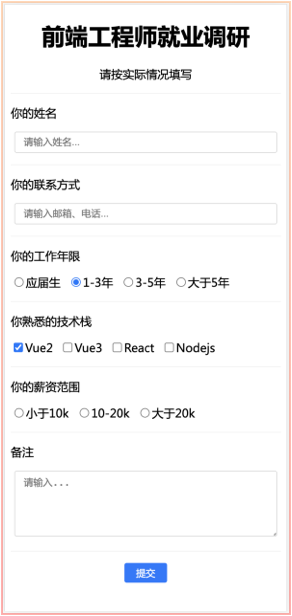 前端工程师就业调研
请按实际情况填写
你的姓名
请输入姓名...
你的联系方式
请输入邮箱、电话...
你的工作年限
应届生 1-3年 3-5年 大于5年
你熟悉的技术栈
Vue2 Vue3 React Nodejs
你的薪资范围
小于10k 10-20k 大于20k
备注
请输入...
提交